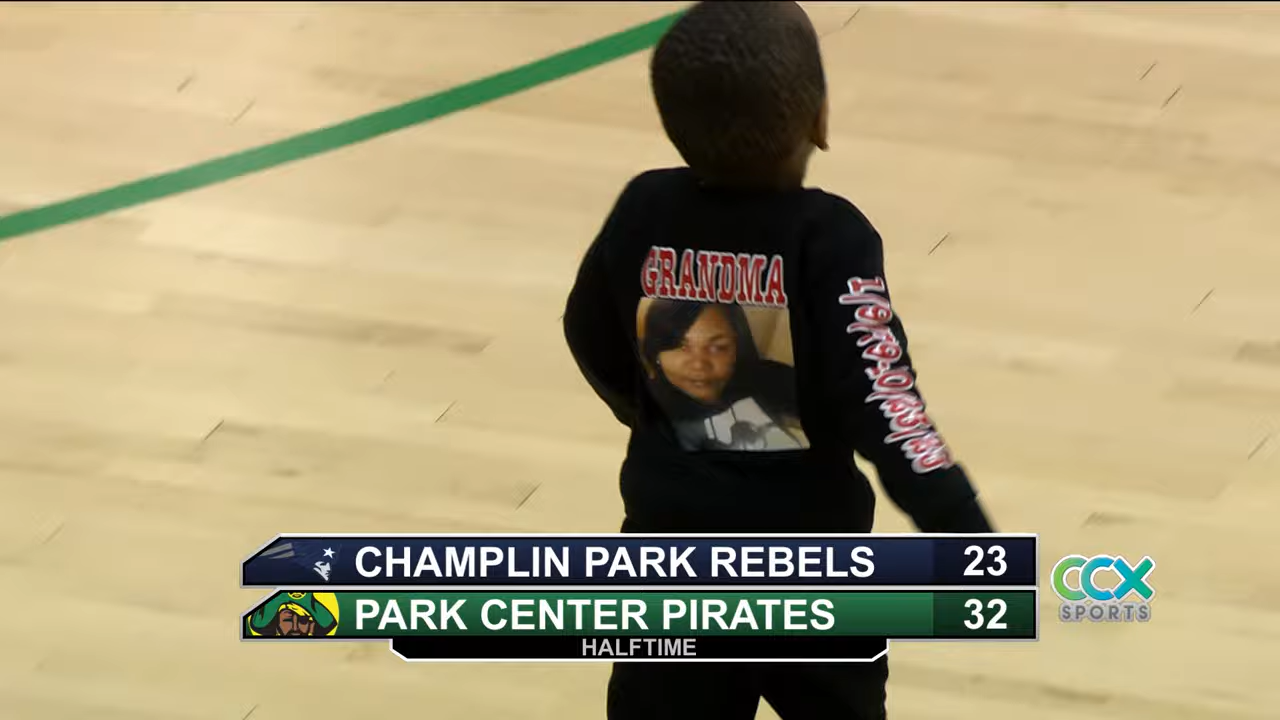 GRANDMA
CHAMPLIN PARK REBELS 23
PARK CENTER PIRATES 32
HALFTIME
CCX
SPORTS